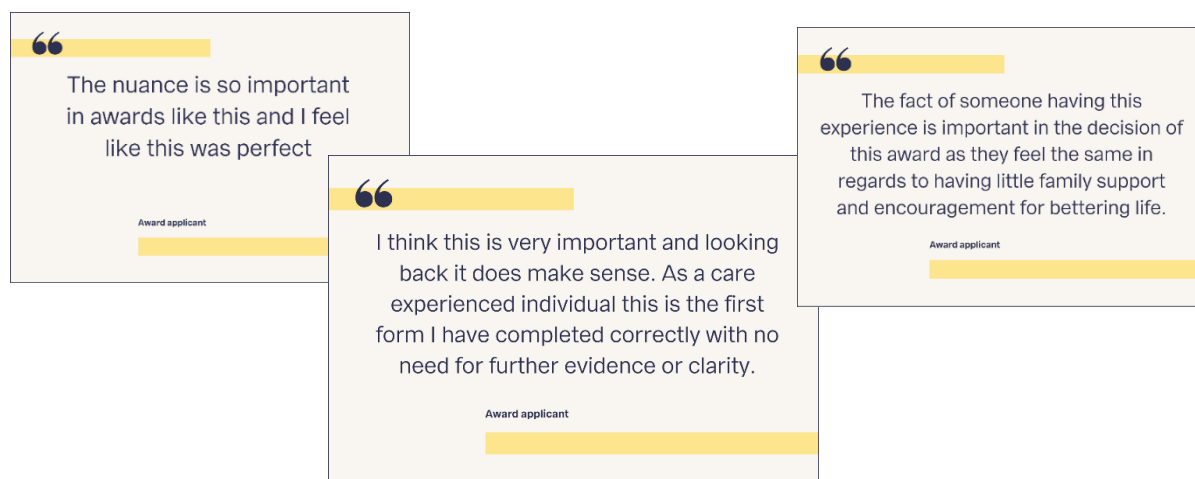 “
The nuance is so important
in awards like this and I feel
like this was perfect
Award applicant
“
I think this is very important and looking
back it does make sense. As a care
experienced individual this is the first
form I have completed correctly with no
need for further evidence or clarity.
Award applicant
“
The fact of someone having this
experience is important in the decision of
this award as they feel the same in
regards to having little family support
and encouragement for bettering life.
Award applicant